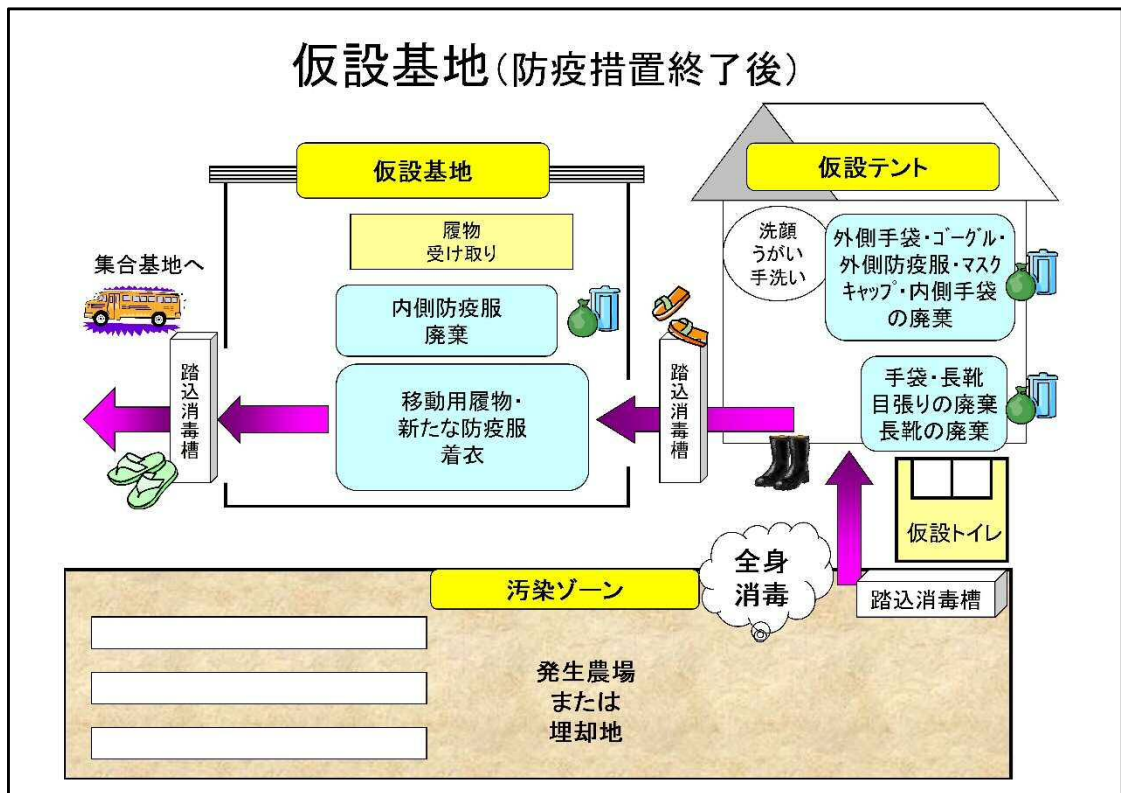 仮設基地(防疫措置終了後)
仮設基地
仮設テント
履物
受け取り
洗顔
うがい
手洗い
外側手袋・ゴーグル・
外側防疫服・マスク
キャップ・内側手袋
の廃棄
集合基地へ
内側防疫服
廃棄
踏込消毒槽
移動用履物・
新たな防疫服
着衣
踏込消毒槽
手袋・長靴
目張りの廃棄
長靴の廃棄
仮設トイレ
全身
消毒
汚染ゾーン
踏込消毒槽
発生農場
または
埋却地